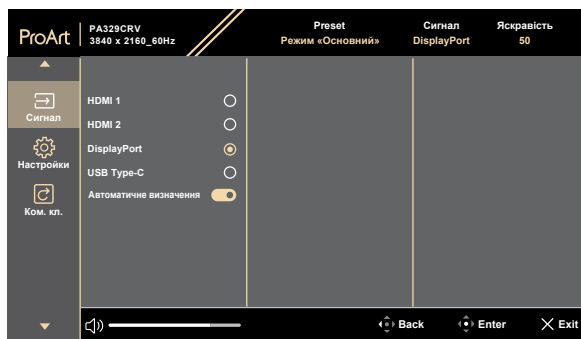 ProArt
PA329CRV
3840 x 2160_60Hz
Preset
Режим «Основний»
Сигнал
DisplayPort
Яскравість
50
Сигнал
Настройки
Ком. кл.
HDMI 1
HDMI 2
DisplayPort
USB Type-C
Автоматичне визначення
Back
Enter
Exit